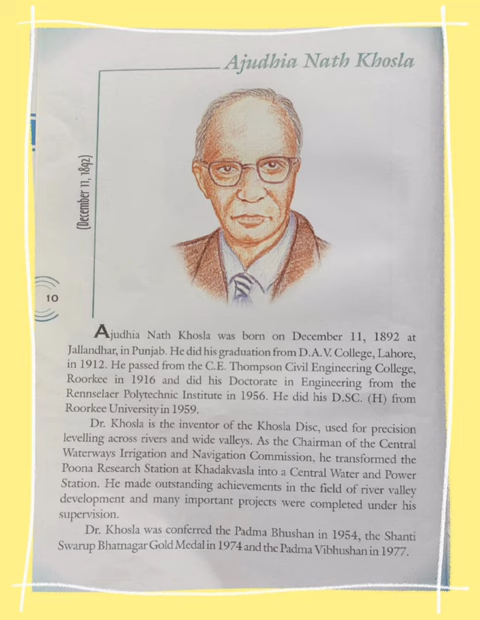 Ajudhia Nath Khosla
(December 11, 1892)
10
Ajudhia Nath Khosla was born on December 11, 1892 at
Jallandhar, in Punjab. He did his graduation from D.A.V. College, Lahore,
in 1912. He passed from the C.E. Thompson Civil Engineering College,
Roorkee in 1916 and did his Doctorate in Engineering from the
Rennselaer Polytechnic Institute in 1956. He did his D.SC. (H) from
Roorkee University in 1959.
Dr. Khosla is the inventor of the Khosla Disc, used for precision
levelling across rivers and wide valleys. As the Chairman of the Central
Waterways Irrigation and Navigation Commission, he transformed the
Poona Research Station at Khadakvasla into a Central Water and Power
Station. He made outstanding achievements in the field of river valley
development and many important projects were completed under his
supervision.
Dr. Khosla was conferred the Padma Bhushan in 1954, the Shanti
Swarup Bhatnagar Gold Medal in 1974 and the Padma Vibhushan in 1977.